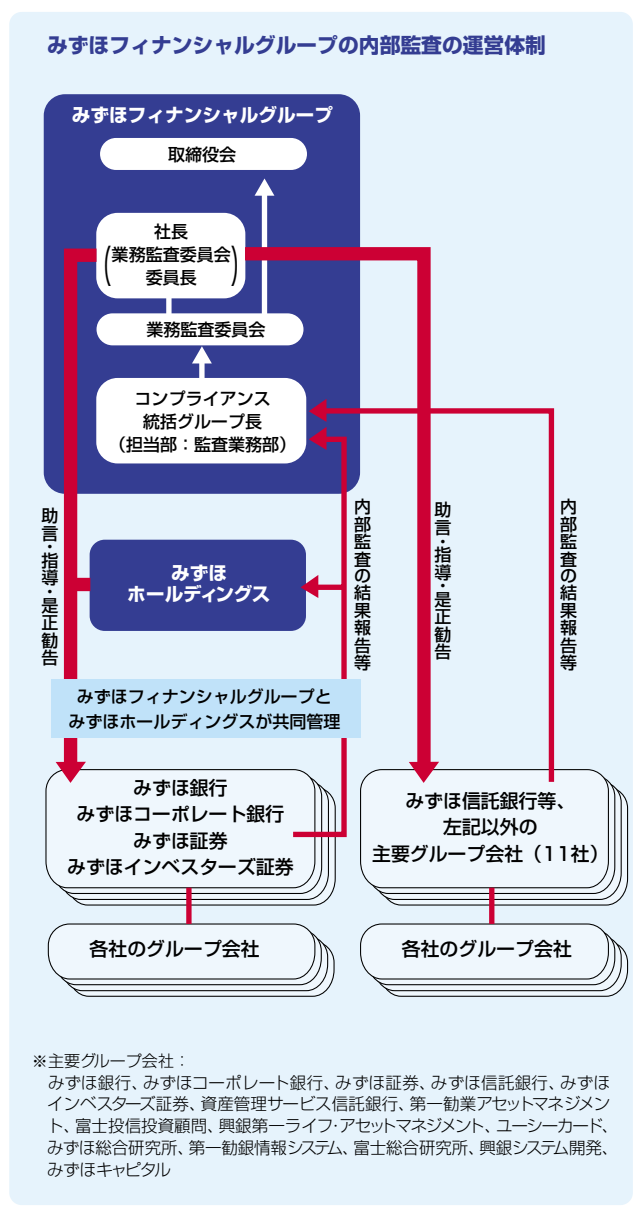 みずほフィナンシャルグループの内部監査の運営体制
みずほフィナンシャルグループ
取締役会
社長
(業務監査委員会)
委員長
業務監査委員会
コンプライアンス
統括グループ長
（担当部：監査業務部）
助言・指導・是正勧告
みずほ
ホールディングス
内部監査の結果報告等
助言・指導・是正勧告
内部監査の結果報告等
みずほフィナンシャルグループと
みずほホールディングスが共同管理
みずほ銀行
みずほコーポレート銀行
みずほ証券
みずほインベスターズ証券
みずほ信託銀行等、
左記以外の
主要グループ会社（11社）
各社のグループ会社
各社のグループ会社
※主要グループ会社：
みずほ銀行、みずほコーポレート銀行、みずほ証券、みずほ信託銀行、みずほ
インベスターズ証券、資産管理サービス信託銀行、第一勧業アセットマネジメン
ト、富士投信投資顧問、興銀第一ライフ・アセットマネジメント、ユーシーカード、
みずほ総合研究所、第一勧銀情報システム、富士総合研究所、興銀システム開発、
みずほキャピタル